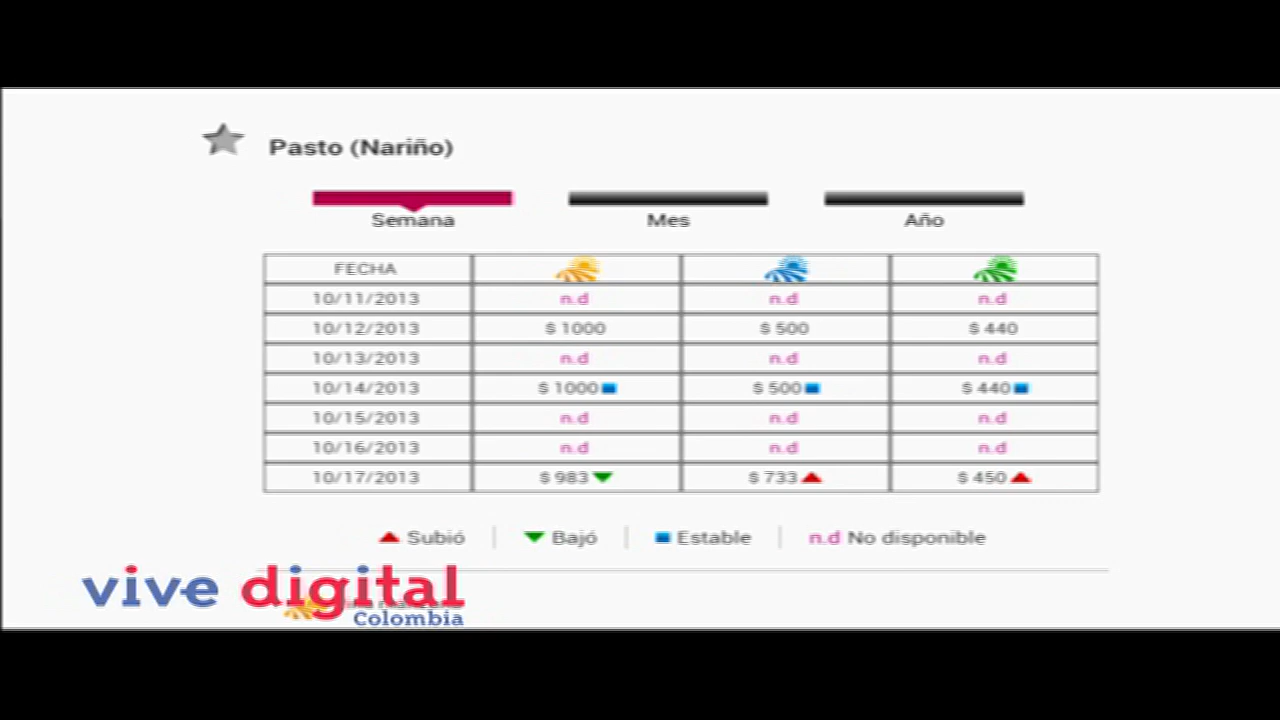 Pasto (Nariño)
Semana Mes Año
FECHA
10/11/2013 n.d n.d n.d
10/12/2013 $ 1000 $ 500 $ 440
10/13/2013 n.d n.d n.d
10/14/2013 $ 1000 $ 500 $ 440
10/15/2013 n.d n.d n.d
10/16/2013 n.d n.d n.d
10/17/2013 $ 983 $ 733 $ 450
Subió Bajó Estable n.d No disponible
vive digital
Colombia